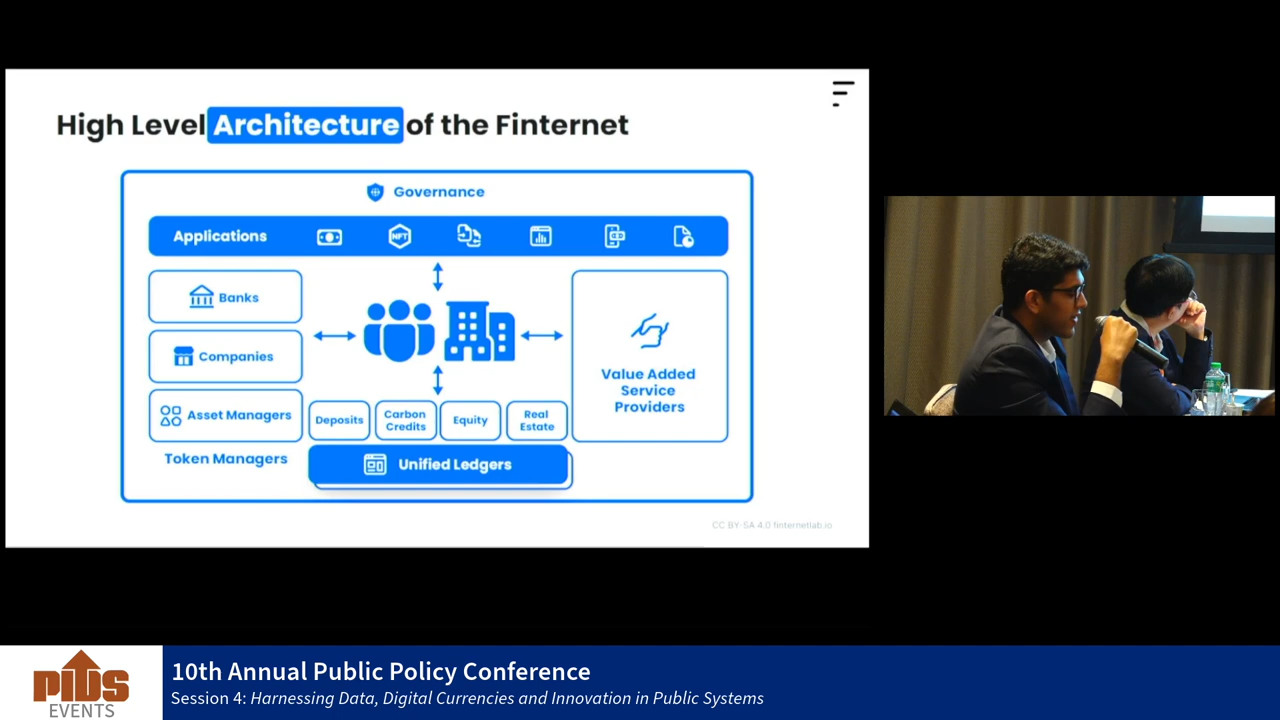 High Level Architecture of the Finternet
Governance
Applications
NFT
Banks
Companies
Asset Managers
Token Managers
Deposits
Carbon
Credits
Equity
Real
Estate
Unified Ledgers
Value Added
Service
Providers
CC BY-SA 4.0 finternetlab.io
PIDS
EVENTS
10th Annual Public Policy Conference
Session 4: Harnessing Data, Digital Currencies and Innovation in Public Systems